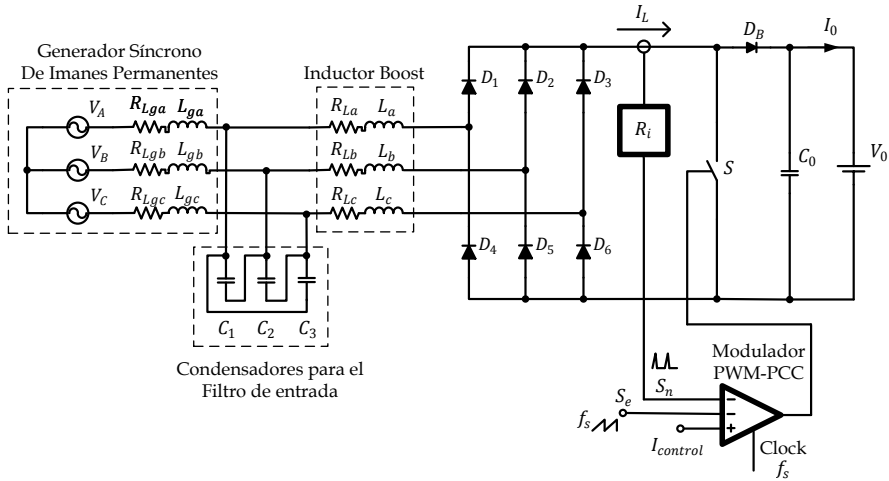 Generador Síncrono
De Imanes Permanentes
Inductor Boost
I_L
D_B
I_0
V_A
R_Lga
L_ga
R_La
L_a
D_1
D_2
D_3
V_B
R_Lgb
L_gb
R_Lb
L_b
R_i
S
C_0
V_0
V_C
R_Lgc
L_gc
R_Lc
L_c
D_4
D_5
D_6
C_1
C_2
C_3
Condensadores para el
Filtro de entrada
Modulador
PWM-PCC
S_n
S_e
f_s
I_control
Clock
f_s